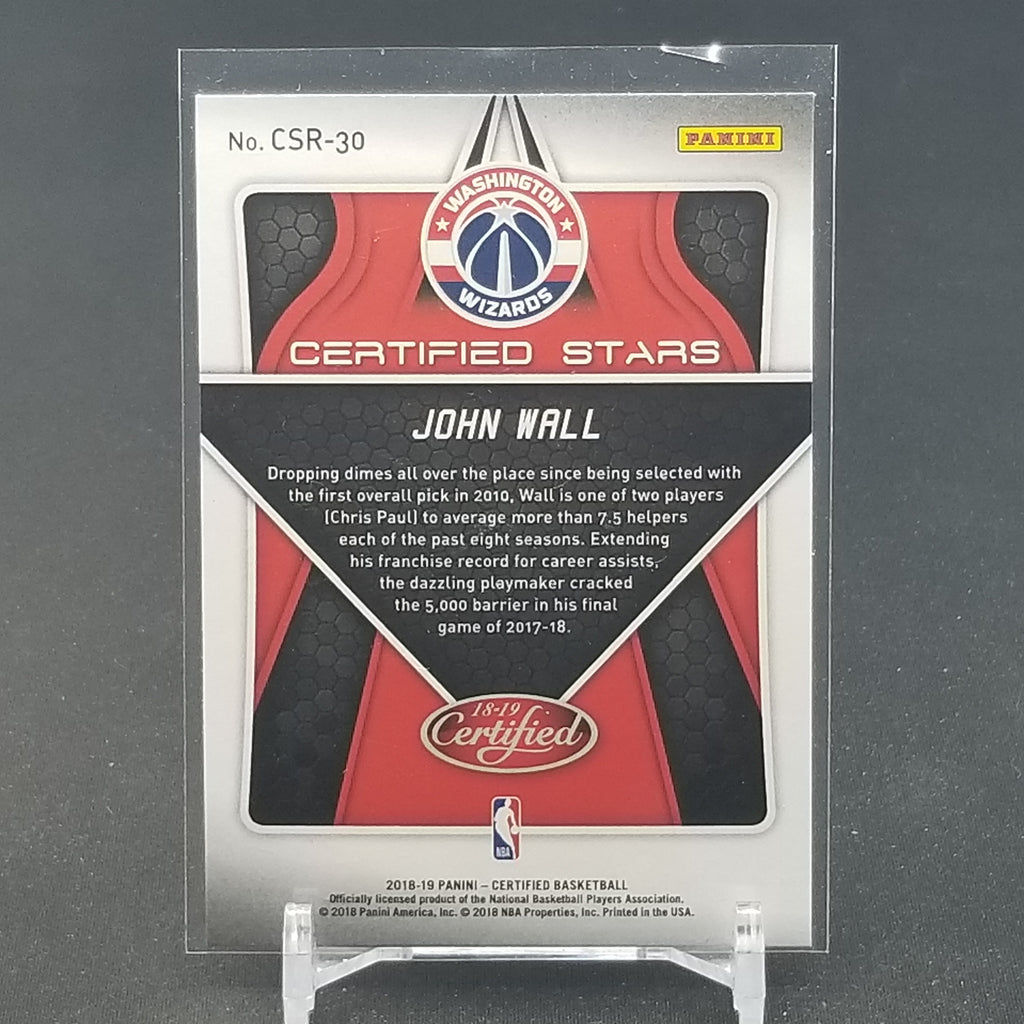 No. CSR-30
PANINI
WASHINGTON
WIZARDS
CERTIFIED STARS
JOHN WALL
Dropping dimes all over the place since being selected with
the first overall pick in 2010, Wall is one of two players
(Chris Paul) to average more than 7.5 helpers
each of the past eight seasons. Extending
his franchise record for career assists,
the dazzling playmaker cracked
the 5,000 barrier in his final
game of 2017-18.
18-19
Certified
NBA
2018-19 PANINI – CERTIFIED BASKETBALL
Officially licensed product of the National Basketball Players Association.
© 2018 Panini America, Inc. © 2018 NBA Properties, Inc. Printed in the USA.